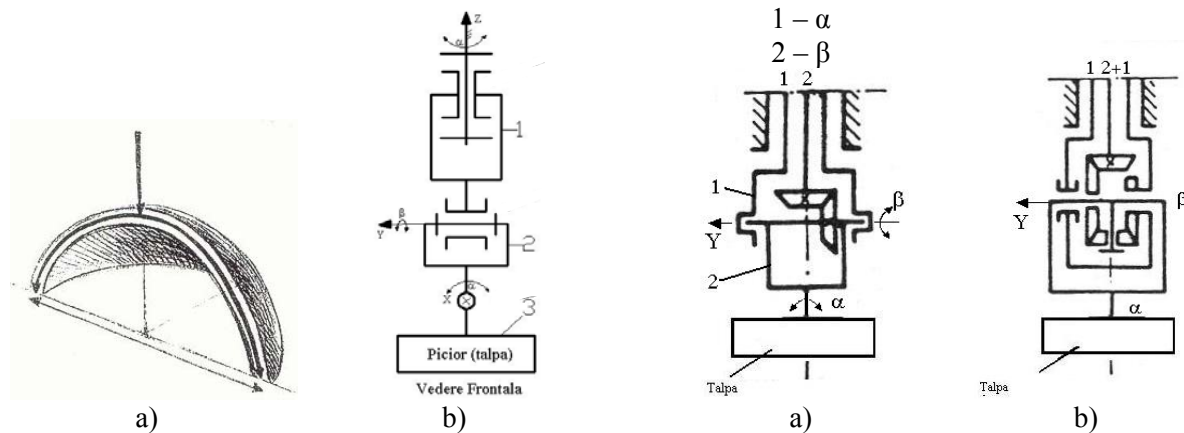 Z
α
1
β
Y
2
X
α
3
Picior (talpa)
Vedere Frontala
a)
b)
1 – α
2 – β
1 2
1
β
Y
2
α
Talpa
a)
1 2+1
β
Y
α
Talpa
b)